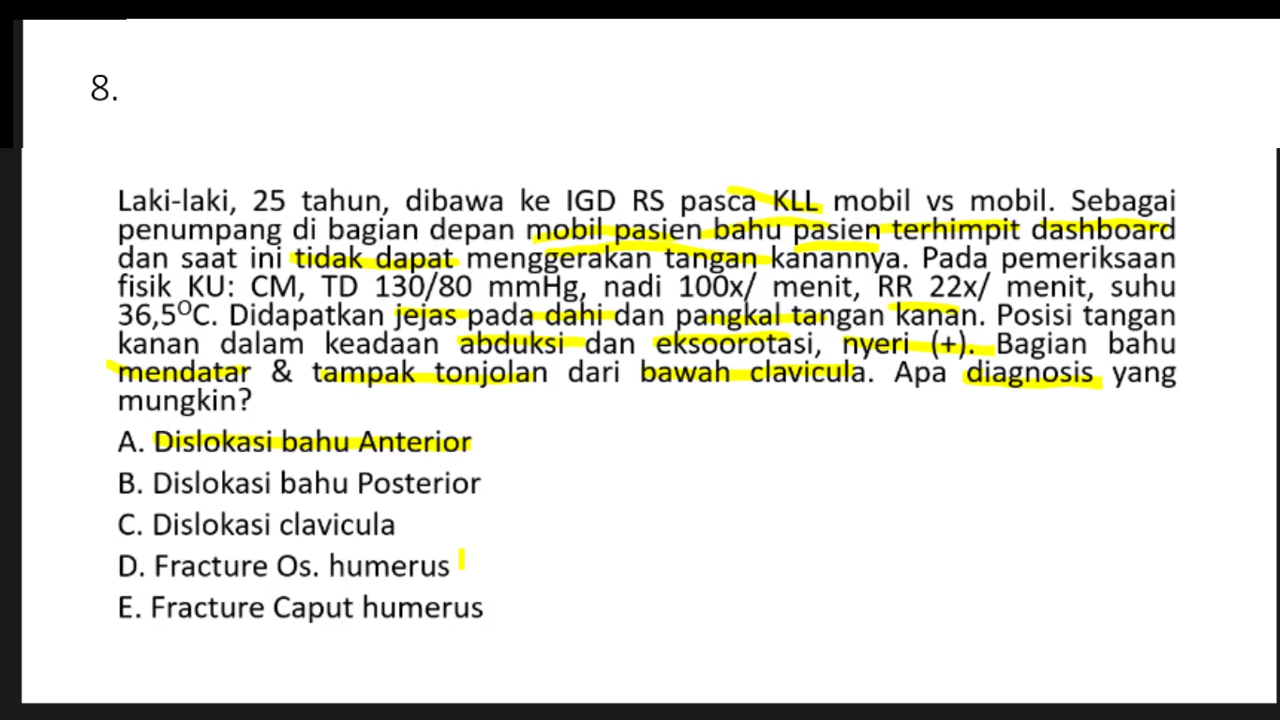 8.
Laki-laki, 25 tahun, dibawa ke IGD RS pasca KLL mobil vs mobil. Sebagai
penumpang di bagian depan mobil pasien bahu pasien terhimpit dashboard
dan saat ini tidak dapat menggerakan tangan kanannya. Pada pemeriksaan
fisik KU: CM, TD 130/80 mmHg, nadi 100x/ menit, RR 22x/ menit, suhu
36,5⁰C. Didapatkan jejas pada dahi dan pangkal tangan kanan. Posisi tangan
kanan dalam keadaan abduksi dan eksoorotasi, nyeri (+). Bagian bahu
mendatar & tampak tonjolan dari bawah clavicula. Apa diagnosis yang
mungkin?
A. Dislokasi bahu Anterior
B. Dislokasi bahu Posterior
C. Dislokasi clavicula
D. Fracture Os. humerus
E. Fracture Caput humerus